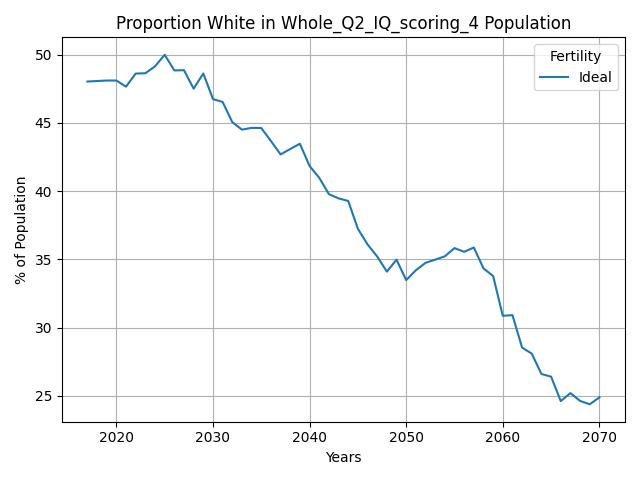 Proportion White in Whole_Q2_IQ_scoring_4 Population
Fertility
Ideal
% of Population
50
45
40
35
30
25
2020 2030 2040 2050 2060 2070
Years